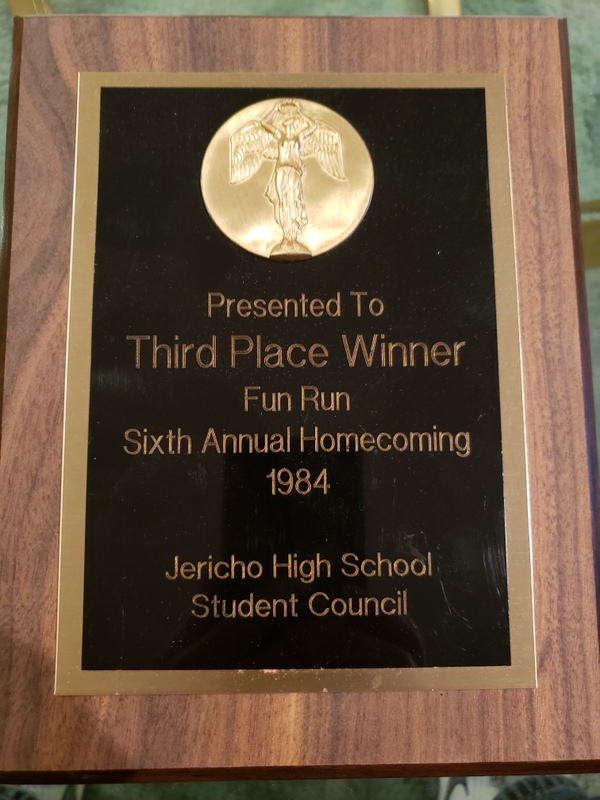 Presented To
Third Place Winner
Fun Run
Sixth Annual Homecoming
1984
Jericho High School
Student Council